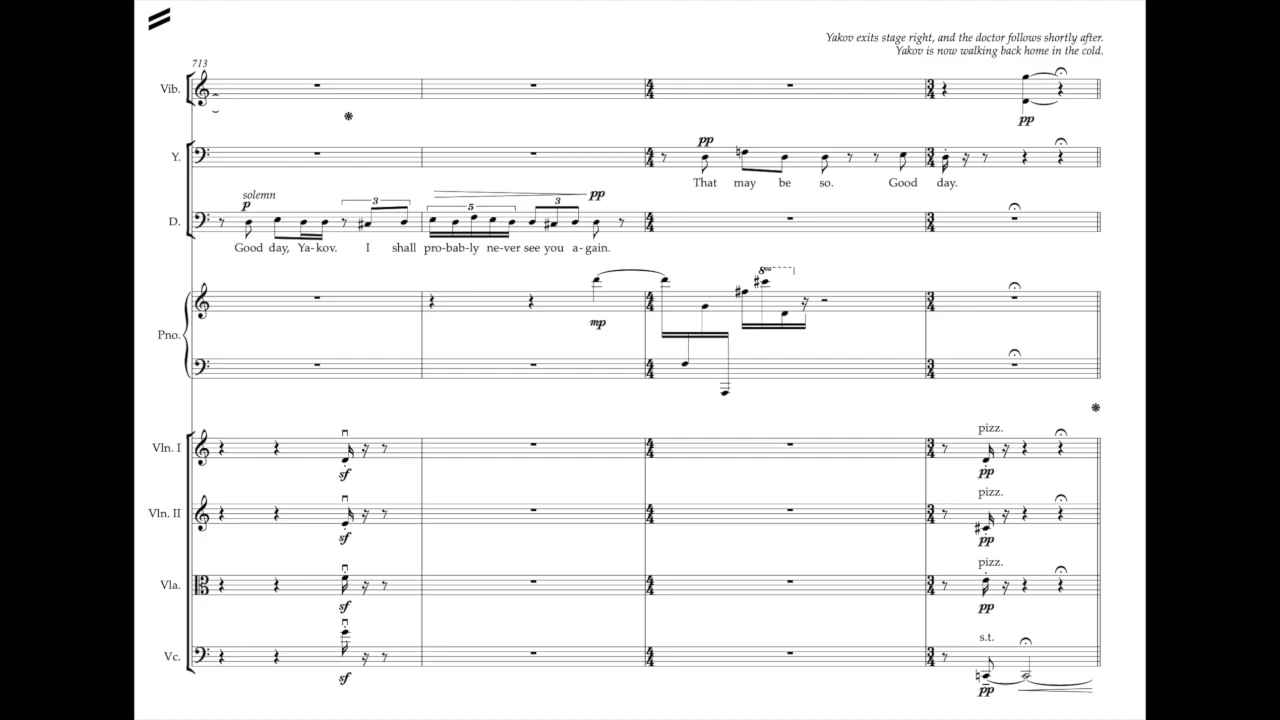 Yakov exits stage right, and the doctor follows shortly after.
Yakov is now walking back home in the cold.
713
Vib.
pp
pp
Y.
That may be so. Good day.
solemn
p
3
5
3
pp
D.
Good day, Ya-kov. I shall pro-bab-ly ne-ver see you a-gain.
8va
mp
Pno.
pizz.
Vln. I
sf
pp
pizz.
Vln. II
sf
pp
pizz.
Vla.
sf
pp
s.t.
Vc.
sf
pp